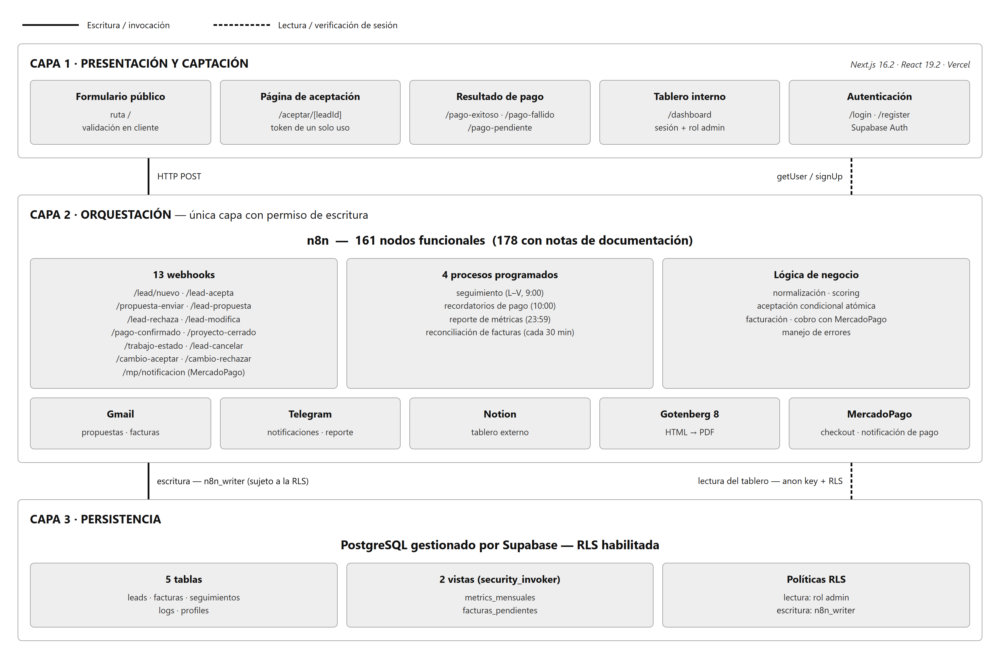 Escritura / invocación
Lectura / verificación de sesión
CAPA 1 · PRESENTACIÓN Y CAPTACIÓN
Next.js 16.2 · React 19.2 · Vercel
Formulario público
ruta /
validación en cliente
Página de aceptación
/aceptar/[leadId]
token de un solo uso
Resultado de pago
/pago-exitoso · /pago-fallido
/pago-pendiente
Tablero interno
/dashboard
sesión + rol admin
Autenticación
/login · /register
Supabase Auth
HTTP POST
getUser / signUp
CAPA 2 · ORQUESTACIÓN — única capa con permiso de escritura
n8n — 161 nodos funcionales (178 con notas de documentación)
13 webhooks
/lead/nuevo · /lead-acepta
/propuesta-enviar · /lead-propuesta
/lead-rechaza · /lead-modifica
/pago-confirmado · /proyecto-cerrado
/trabajo-estado · /lead-cancelar
/cambio-aceptar · /cambio-rechazar
/mp/notificacion (MercadoPago)
4 procesos programados
seguimiento (L–V, 9:00)
recordatorios de pago (10:00)
reporte de métricas (23:59)
reconciliación de facturas (cada 30 min)
Lógica de negocio
normalización · scoring
aceptación condicional atómica
facturación · cobro con MercadoPago
manejo de errores
Gmail
propuestas · facturas
Telegram
notificaciones · reporte
Notion
tablero externo
Gotenberg 8
HTML → PDF
MercadoPago
checkout · notificación de pago
escritura — n8n_writer (sujeto a la RLS)
lectura del tablero — anon key + RLS
CAPA 3 · PERSISTENCIA
PostgreSQL gestionado por Supabase — RLS habilitada
5 tablas
leads · facturas · seguimientos
logs · profiles
2 vistas (security_invoker)
metrics_mensuales
facturas_pendientes
Políticas RLS
lectura: rol admin
escritura: n8n_writer